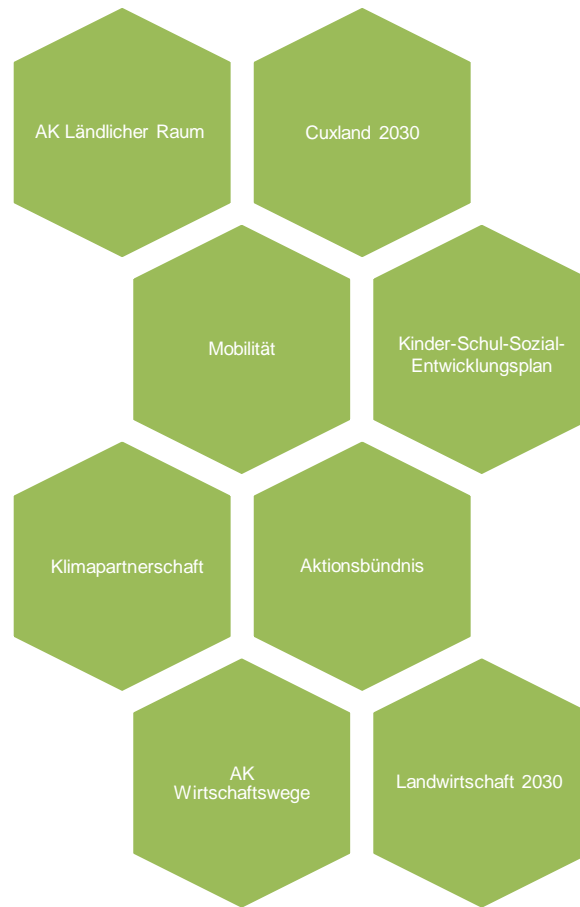 AK Ländlicher Raum
Cuxland 2030
Mobilität
Kinder-Schul-Sozial-
Entwicklungsplan
Klimapartnerschaft
Aktionsbündnis
AK
Wirtschaftswege
Landwirtschaft 2030